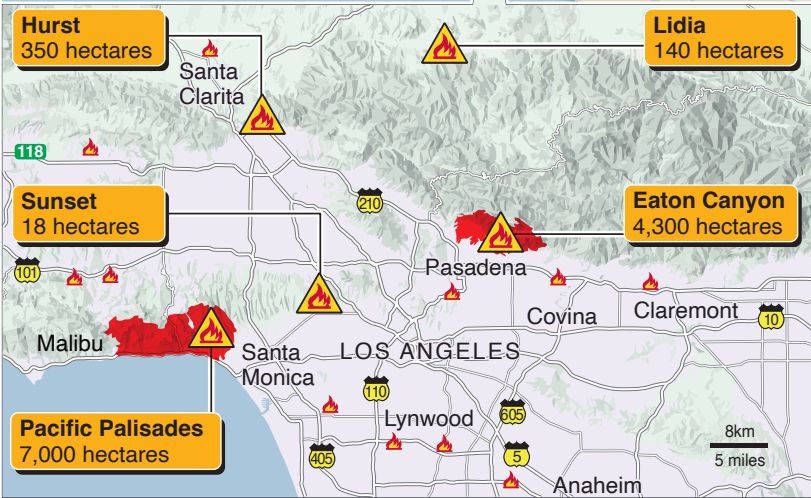 Hurst
350 hectares
Lidia
140 hectares
Santa
Clarita
118
Sunset
18 hectares
210
Eaton Canyon
4,300 hectares
101
Pasadena
Covina
Claremont
10
Malibu
Santa
Monica
LOS ANGELES
110
Pacific Palisades
7,000 hectares
Lynwood
605
405
5
8km
5 miles
Anaheim